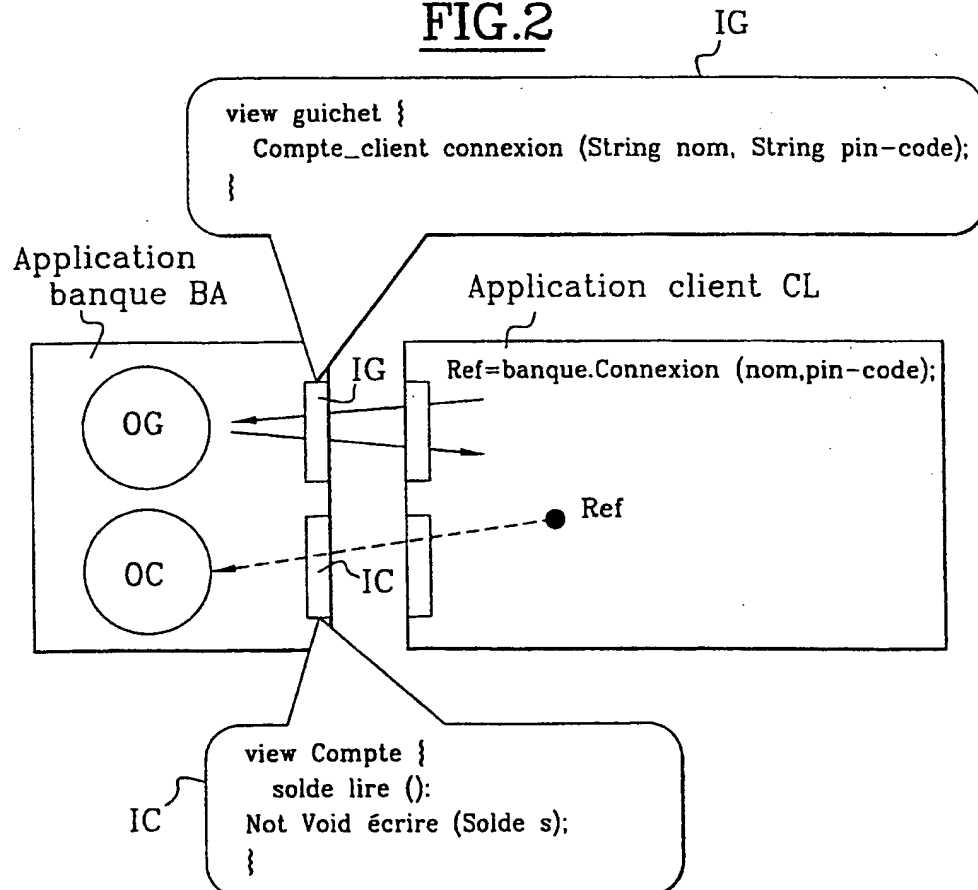 FIG.2
IG
view guichet {
Compte_client connexion (String nom, String pin-code);
{
Application
banque BA
Application client CL
IG
Ref=banque.Connexion (nom,pin-code);
OG
Ref
OC
IC
view Compte {
solde lire ():
IC
Not Void écrire (Solde s);
{